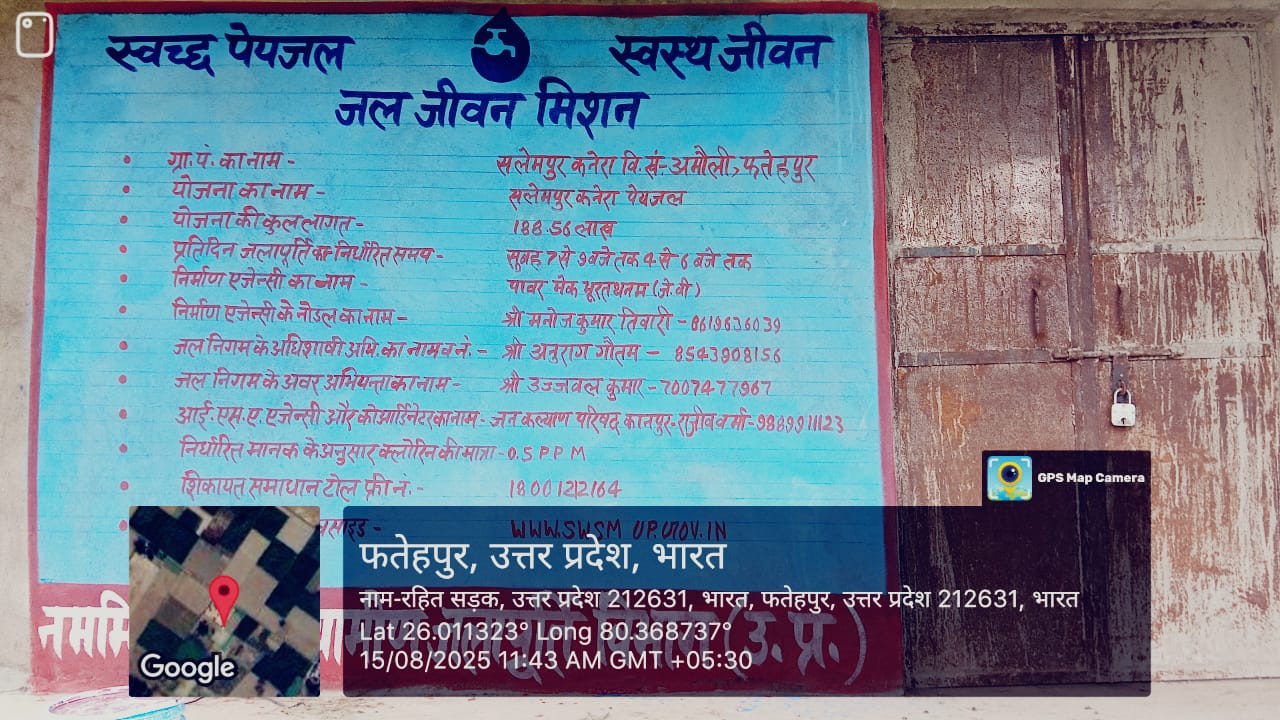 स्वच्छ पेयजल स्वस्थ जीवन
जल जीवन मिशन
• ग्रा.पं. का नाम - सलेमपुर कनेरा वि.खं.-अमौली, फतेहपुर
• योजना का नाम - सलेमपुर कनेरा पेयजल
• योजना की कुल लागत - 188.56 लाख
• प्रतिदिन जलापूर्ति का निर्धारित समय - सुबह 7 से 9 बजे तक 4 से 6 बजे तक
• निर्माण एजेन्सी का नाम - पावर मेक (जे.वी)
• निर्माण एजेन्सी के नोडल का नाम - श्री मनोज कुमार तिवारी - 8619636039
• जल निगम के अधिशाषी अभि. का नाम व नं. - श्री अनुराग गौतम - 8543908156
• जल निगम के अवर अभियन्ता का नाम - श्री उज्जवल कुमार - 7007477967
• आई.एस.ए. एजेन्सी और कोआर्डिनेटर का नाम - जन कल्याण परिषद कानपुर - राजीव वर्मा - 9889911123
• निर्धारित मानक के अनुसार क्लोरिन की मात्रा - 0.5 P P M
• शिकायत समाधान टोल फ्री नं. - 18001212164
WWW.SWSM UP.GOV.IN
GPS Map Camera
फतेहपुर, उत्तर प्रदेश, भारत
नाम-रहित सड़क, उत्तर प्रदेश 212631, भारत, फतेहपुर, उत्तर प्रदेश 212631, भारत
Lat 26.011323° Long 80.368737°
15/08/2025 11:43 AM GMT +05:30
Google
(उ. प्र.)